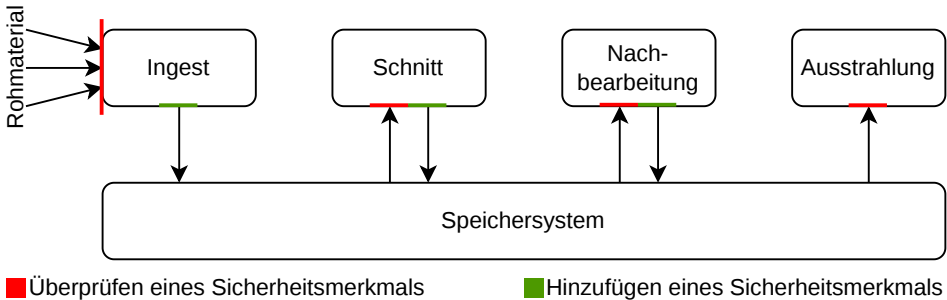 Rohmaterial
Ingest
Schnitt
Nach-
bearbeitung
Ausstrahlung
Speichersystem
Überprüfen eines Sicherheitsmerkmals
Hinzufügen eines Sicherheitsmerkmals